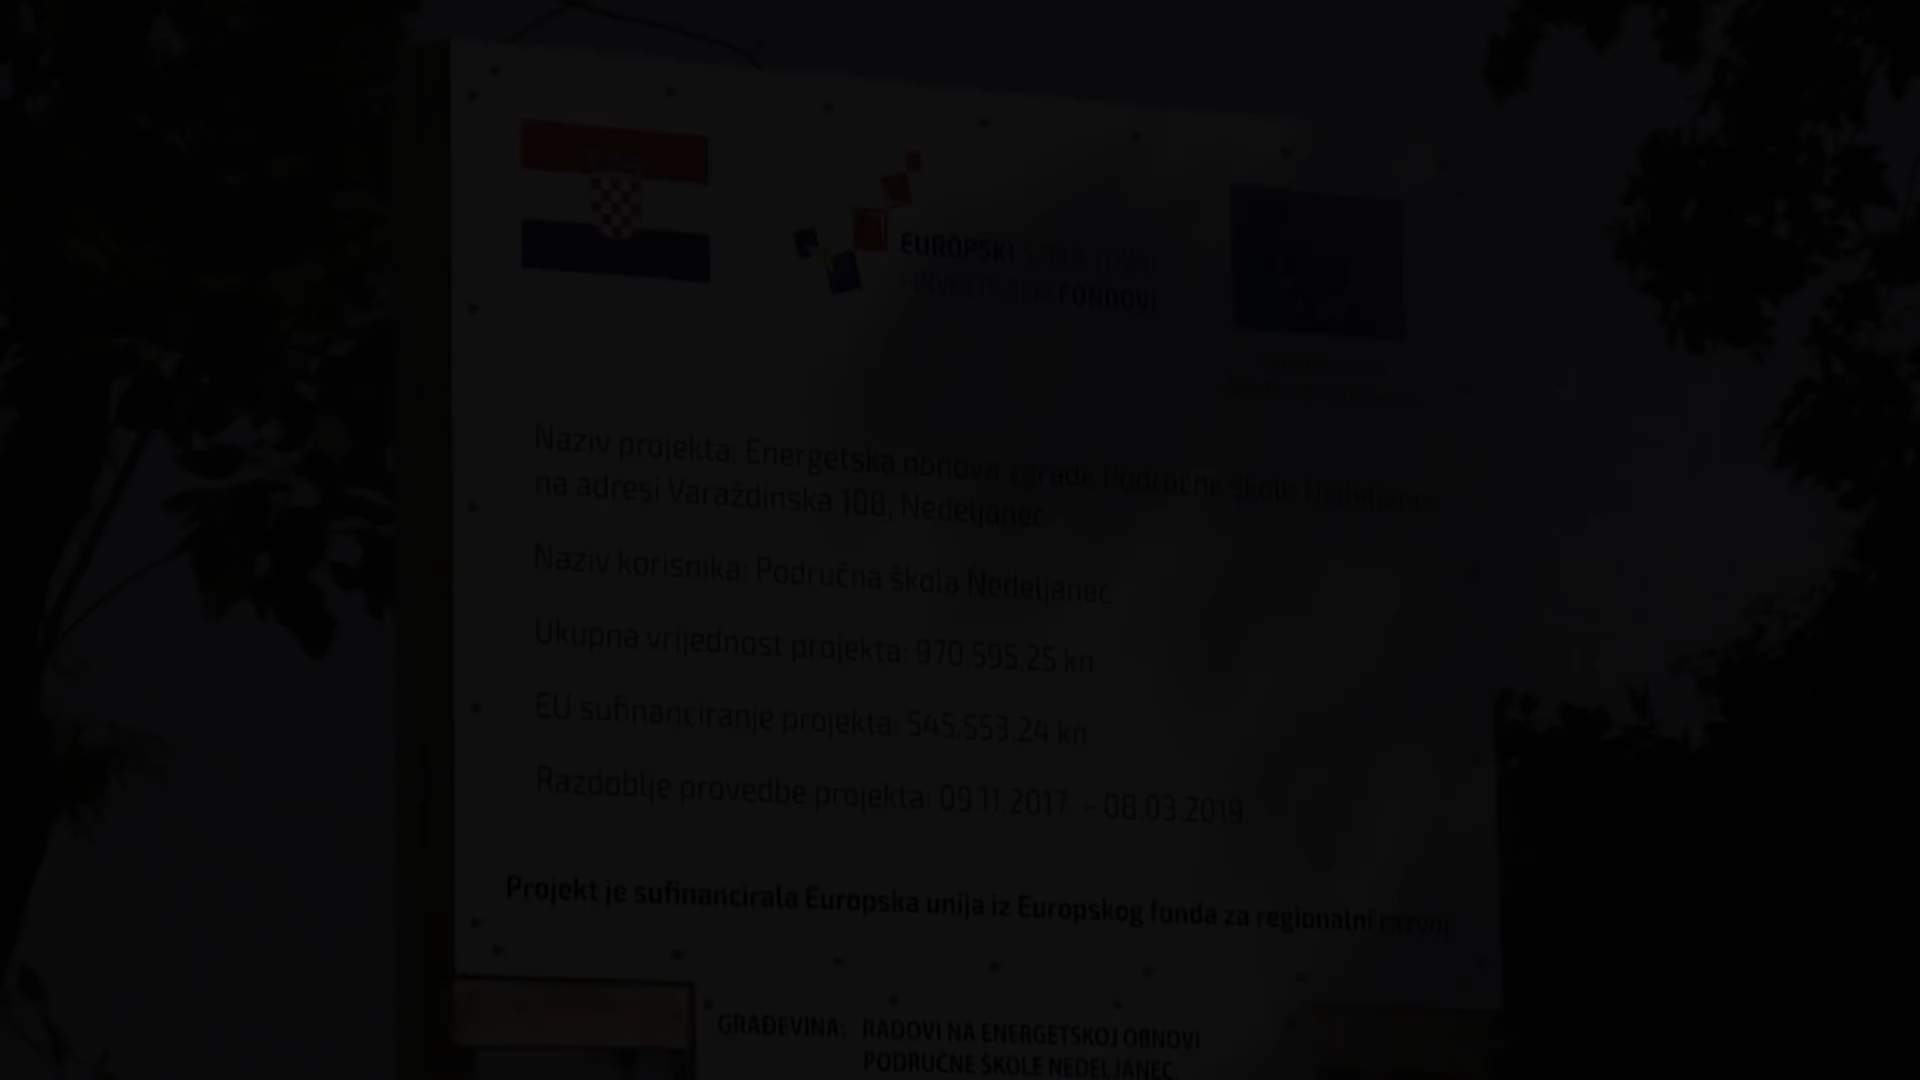 EUROPSKI STRUKTURNI
I INVESTICIJSKI FONDOVI
Naziv projekta: Energetska obnova zgrade Područne škole Nedeljanec
na adresi Varaždinska 108, Nedeljanec
Naziv korisnika: Područna škola Nedeljanec
Ukupna vrijednost projekta: 970.595,25 kn
EU sufinanciranje projekta: 545.553,24 kn
Razdoblje provedbe projekta: 09.11.2017. – 08.03.2019.
Projekt je sufinancirala Europska unija iz Europskog fonda za regionalni razvoj
GRAĐEVINA: RADOVI NA ENERGETSKOJ OBNOVI
PODRUČNE ŠKOLE NEDELJANEC,